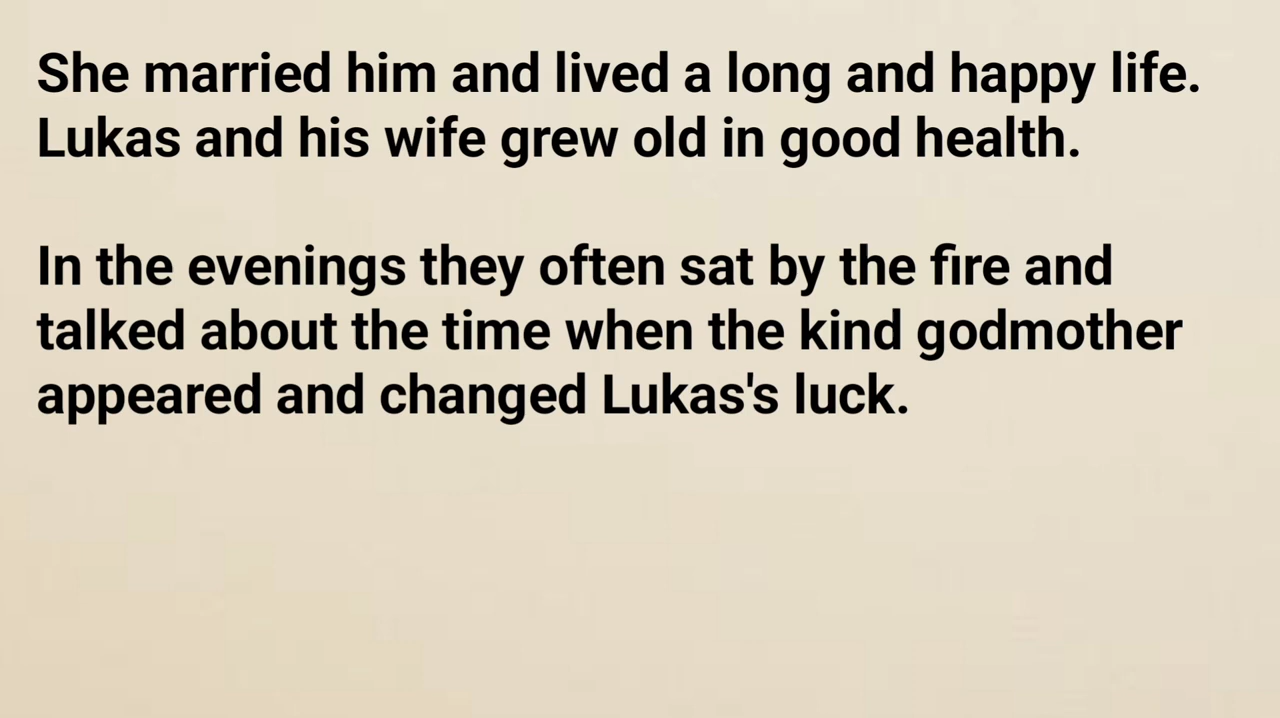 She married him and lived a long and happy life.
Lukas and his wife grew old in good health.
In the evenings they often sat by the fire and
talked about the time when the kind godmother
appeared and changed Lukas's luck.